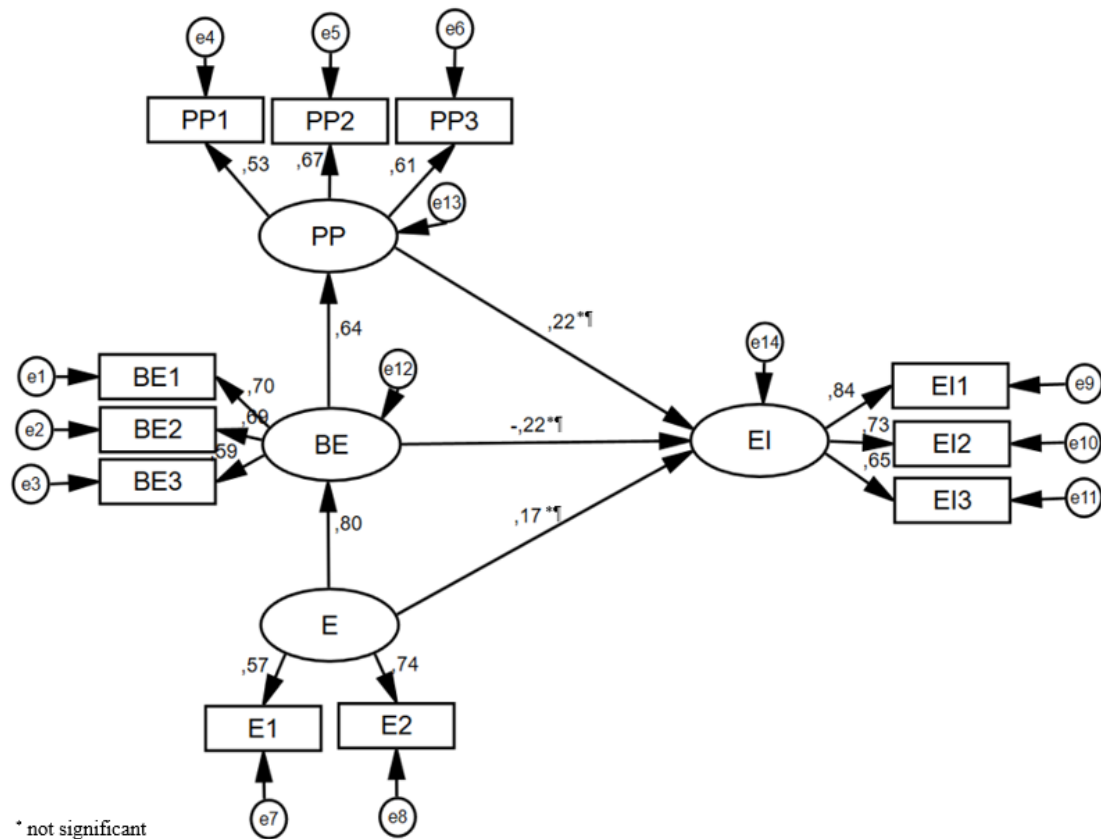 e4
e5
e6
PP1
PP2
PP3
,53
,67
,61
e13
PP
,22*¶
,64
e14
e1
BE1
e12
e2
BE2
,70
,69
e3
BE3
,59
BE
-,22*¶
EI
,84
EI1
e9
,73
EI2
e10
,65
EI3
e11
,80
,17*¶
E
,57
,74
E1
E2
e7
e8
* not significant